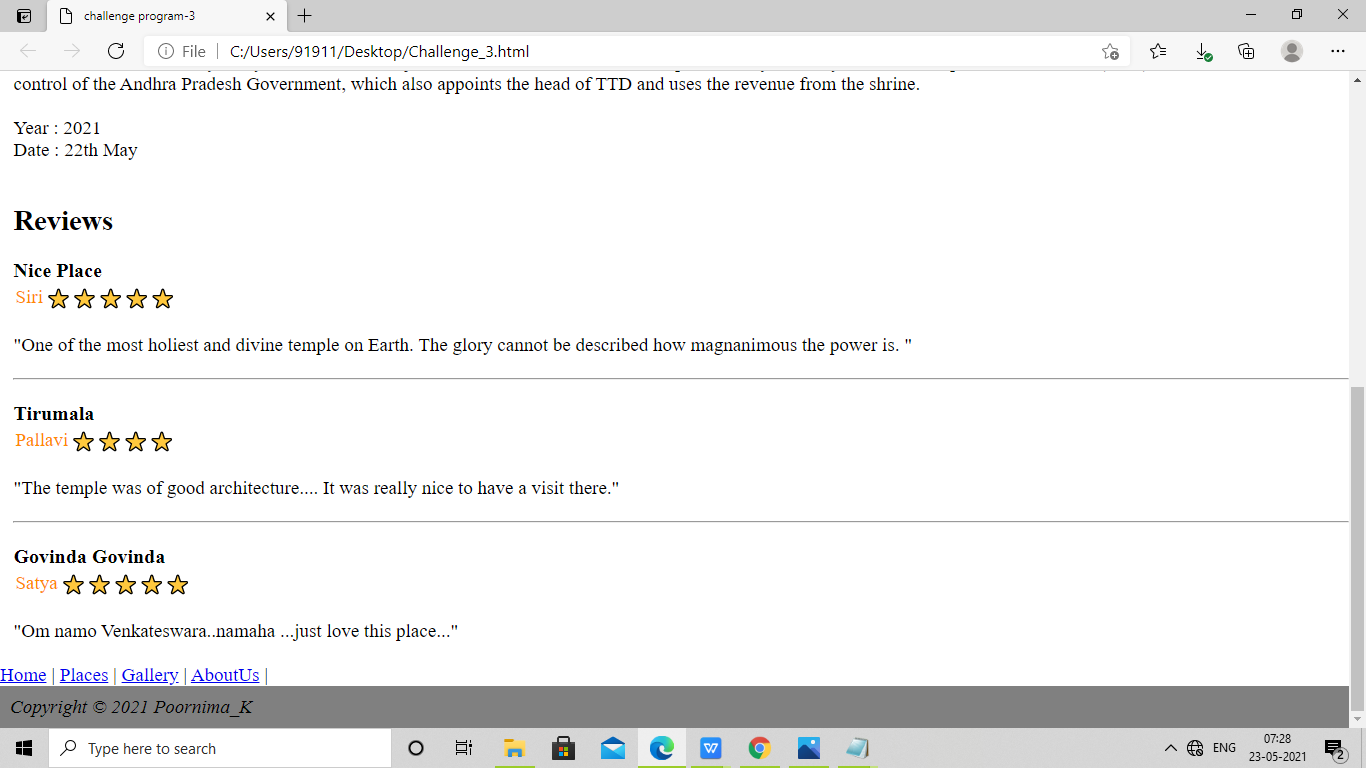 challenge program-3
File
C:/Users/91911/Desktop/Challenge_3.html
control of the Andhra Pradesh Government, which also appoints the head of TTD and uses the revenue from the shrine.
Year : 2021
Date : 22th May
Reviews
Nice Place
Siri
"One of the most holiest and divine temple on Earth. The glory cannot be described how magnanimous the power is. "
Tirumala
Pallavi
"The temple was of good architecture.... It was really nice to have a visit there."
Govinda Govinda
Satya
"Om namo Venkateswara..namaha ...just love this place..."
Home | Places | Gallery | AboutUs |
Copyright © 2021 Poornima_K
Type here to search
W
ENG
07:28
23-05-2021
2